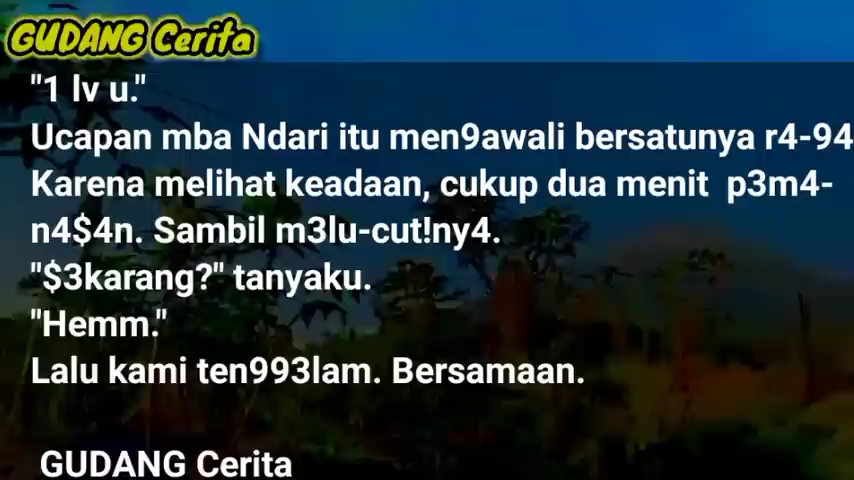 GUDANG Cerita
"1 lv u."
Ucapan mba Ndari itu men9awali bersatunya r4-94
Karena melihat keadaan, cukup dua menit p3m4-
n4$4n. Sambil m3lu-cut!ny4.
"$3karang?" tanyaku.
"Hemm."
Lalu kami ten993lam. Bersamaan.
GUDANG Cerita